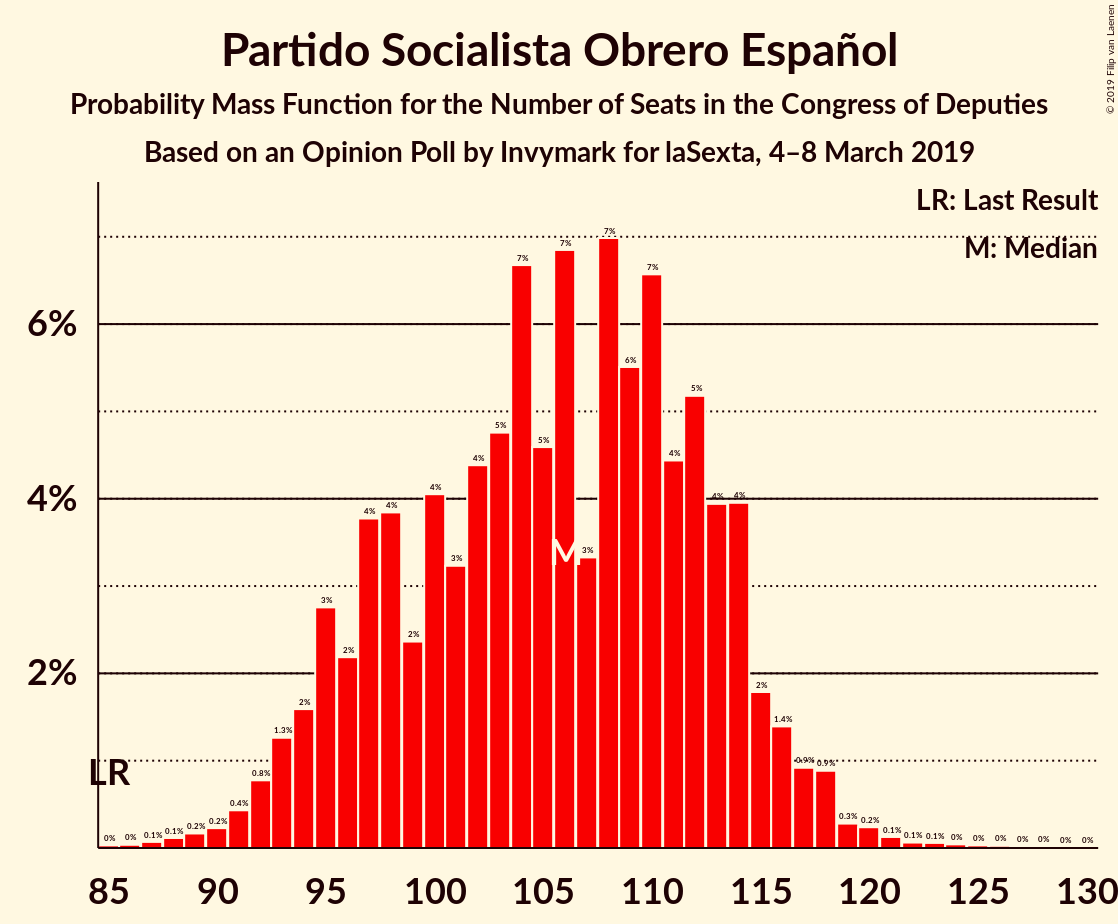 Partido Socialista Obrero Español
Probability Mass Function for the Number of Seats in the Congress of Deputies
Based on an Opinion Poll by Invymark for laSexta, 4–8 March 2019
© 2019 Filip van Laenen
LR: Last Result
M: Median
6%
4%
2%
0% 0% 0.1% 0.1% 0.2% 0.2% 0.4% 0.8% 1.3% 2% 3% 2% 4% 4% 2% 4% 3% 4% 5% 7% 5% 7% 3% 7% 6% 7% 4% 5% 4% 4% 2% 1.4% 0.9% 0.9% 0.3% 0.2% 0.1% 0.1% 0.1% 0% 0% 0% 0% 0% 0% 0%
M
LR
85 90 95 100 105 110 115 120 125 130